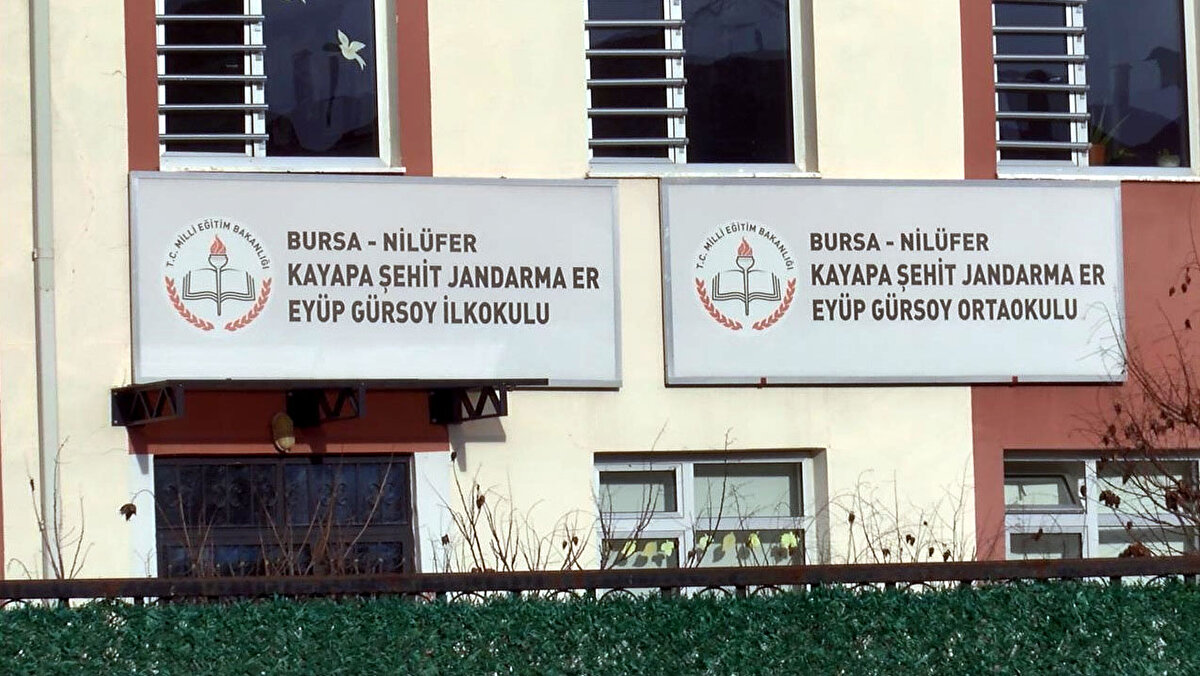 T.C. MİLLİ EĞİTİM BAKANLIĞI
BURSA - NİLÜFER
KAYAPA ŞEHİT JANDARMA ER
EYÜP GÜRSOY İLKOKULU
T.C. MİLLİ EĞİTİM BAKANLIĞI
BURSA - NİLÜFER
KAYAPA ŞEHİT JANDARMA ER
EYÜP GÜRSOY ORTAOKULU